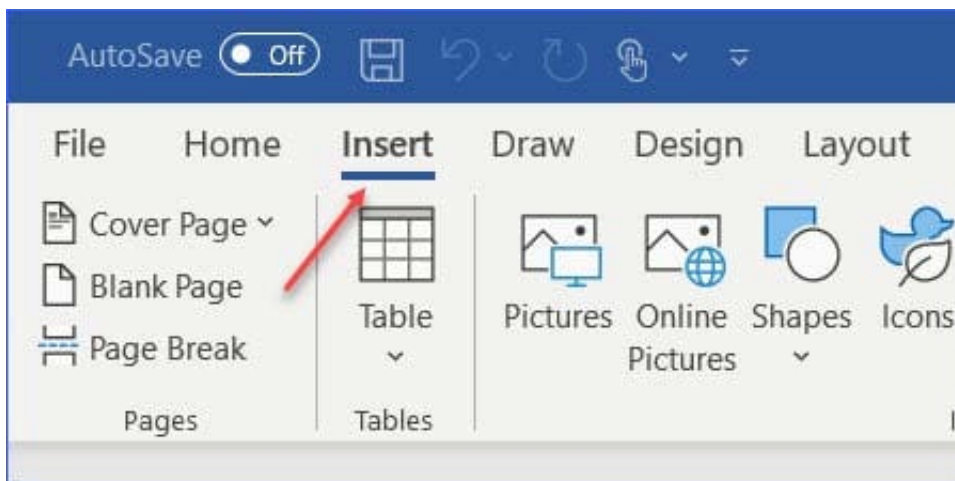 AutoSave Off
File Home Insert Draw Design Layout
Cover Page
Blank Page
Page Break
Pages
Table
Tables
Pictures
Online
Pictures
Shapes
Icons